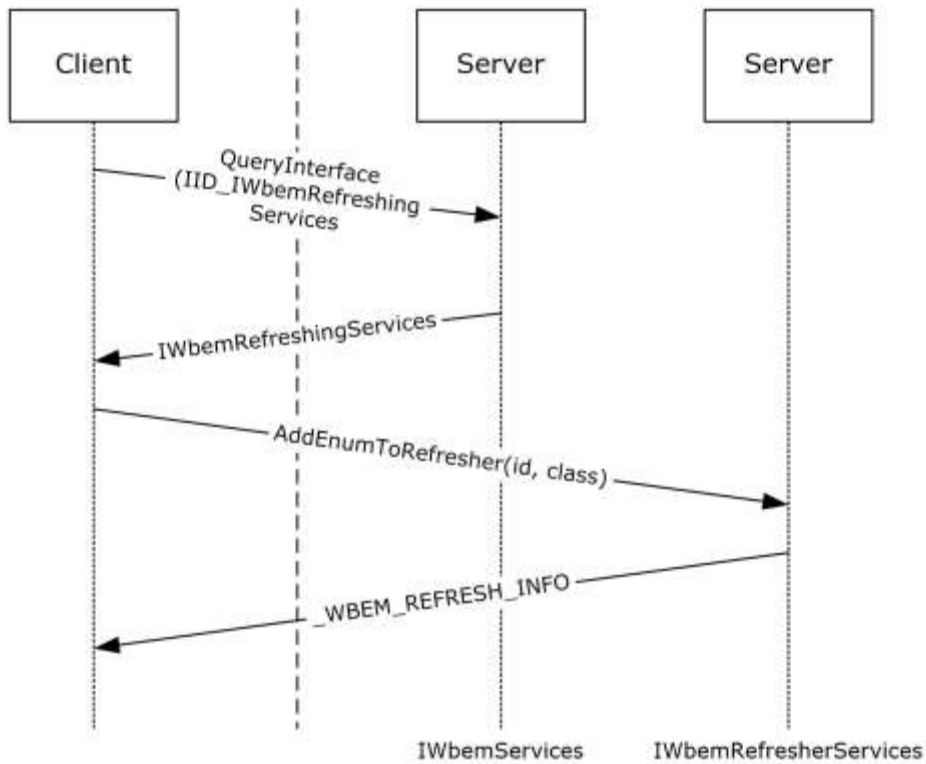 Client
Server
Server
QueryInterface
(IID_IWbemRefreshing
Services
IWbemRefreshingServices
AddEnumToRefresher(id, class)
_WBEM_REFRESH_INFO
IWbemServices
IWbemRefresherServices